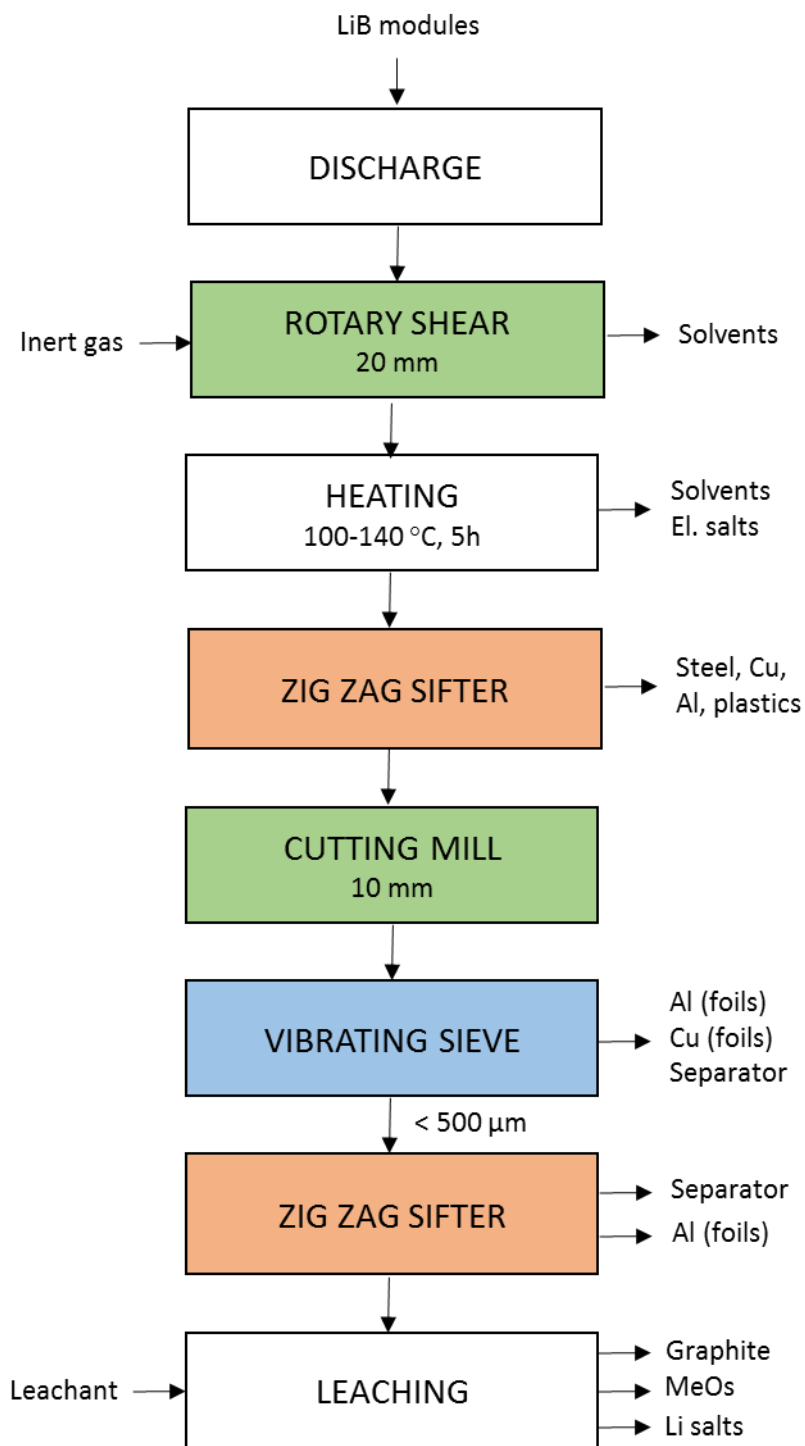 LiB modules
DISCHARGE
Inert gas
ROTARY SHEAR
20 mm
Solvents
HEATING
100-140 °C, 5h
Solvents
El. salts
ZIG ZAG SIFTER
Steel, Cu,
Al, plastics
CUTTING MILL
10 mm
VIBRATING SIEVE
Al (foils)
Cu (foils)
Separator
< 500 µm
ZIG ZAG SIFTER
Separator
Al (foils)
Leachant
LEACHING
Graphite
MeOs
Li salts